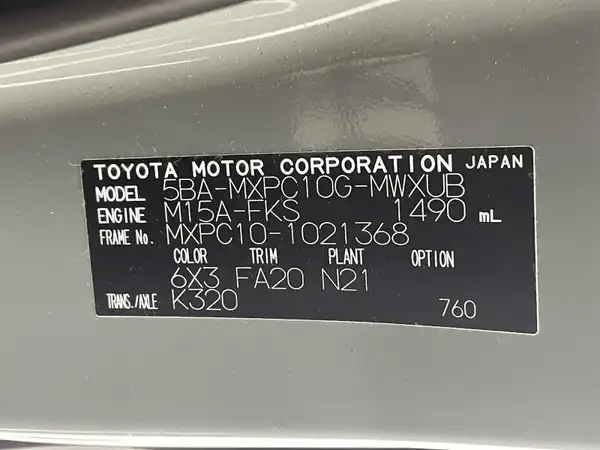 TOYOTA MOTOR CORPORATION JAPAN
MODEL 5BA-MXPC10G-MWXUB
ENGINE M15A-FKS 1490 mL
FRAME No. MXPC10-1021368
COLOR TRIM PLANT OPTION
6X3 FA20 N21
TRANS./AXLE K320
760